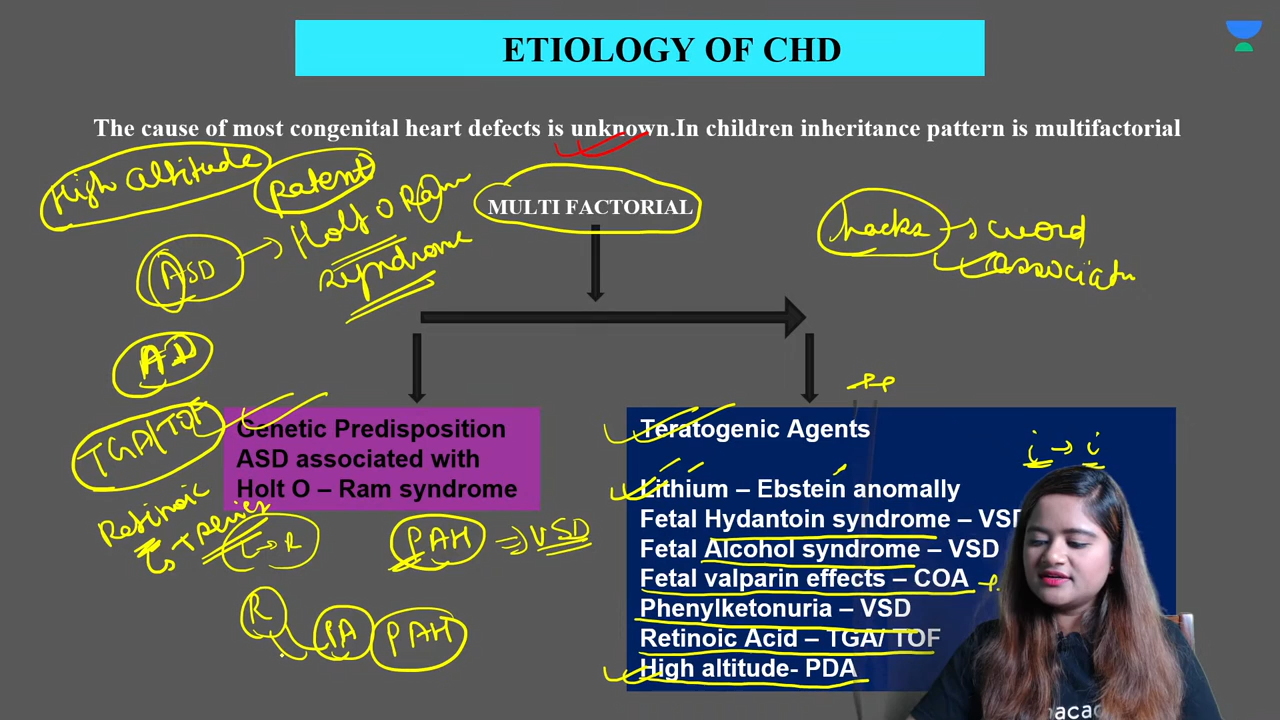 ETIOLOGY OF CHD
The cause of most congenital heart defects is unknown.In children inheritance pattern is multifactorial
High altitude
Patent
MULTI FACTORIAL
ASD
Holt O Ram
syndrome
hacks → word
associatn
AD
TGA/TOF
Genetic Predisposition
ASD associated with
Holt O – Ram syndrome
Teratogenic Agents
i → i
Lithium – Ebstein anomally
Fetal Hydantoin syndrome – VSD
Fetal Alcohol syndrome – VSD
Fetal valparin effects – COA
Phenylketonuria – VSD
Retinoic Acid – TGA/ TOF
High altitude- PDA
Retinoic
L → R
PAH ⇒ VSD
R
PA
PAH
acad